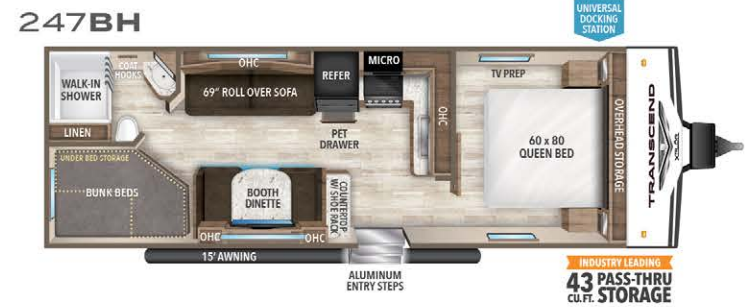 247BH
UNIVERSAL
DOCKING
STATION
COAT
HOOKS
OHC
MICRO
REFER
TV PREP
WALK-IN
SHOWER
69" ROLL OVER SOFA
OHC
LINEN
PET
DRAWER
60 x 80
QUEEN BED
OVERHEAD STORAGE
TRANSCEND
XPLOR
UNDER BED STORAGE
BUNK BEDS
BOOTH
DINETTE
COUNTERTOP
W/ SHOE RACK
OHC
OHC
15' AWNING
ALUMINUM
ENTRY STEPS
INDUSTRY LEADING
43 CU.FT. PASS-THRU
STORAGE